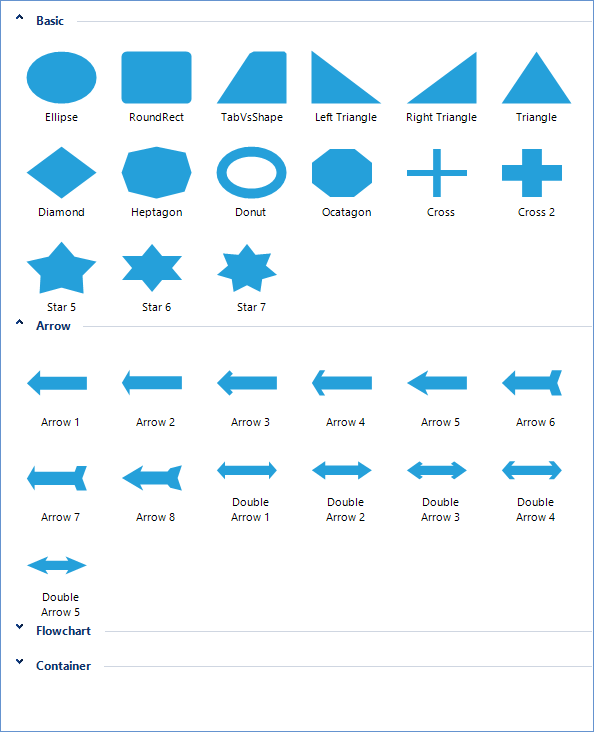 Basic
Ellipse RoundRect TabVsShape Left Triangle Right Triangle Triangle
Diamond Heptagon Donut Ocatagon Cross Cross 2
Star 5 Star 6 Star 7
Arrow
Arrow 1 Arrow 2 Arrow 3 Arrow 4 Arrow 5 Arrow 6
Arrow 7 Arrow 8 Double Arrow 1 Double Arrow 2 Double Arrow 3 Double Arrow 4
Double
Arrow 5
Flowchart
Container